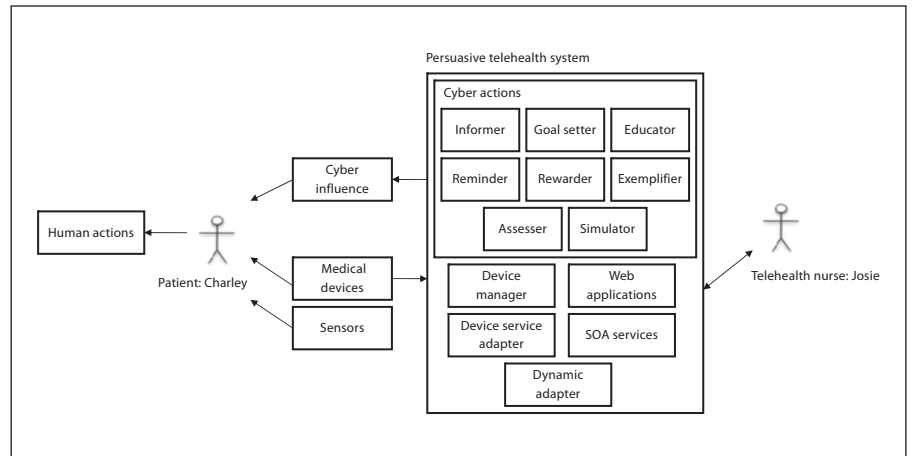 Persuasive telehealth system
Cyber actions
Informer
Goal setter
Educator
Reminder
Rewarder
Exemplifier
Assesser
Simulator
Cyber
influence
Human actions
Patient: Charley
Medical
devices
Sensors
Device
manager
Web
applications
Device service
adapter
SOA services
Dynamic
adapter
Telehealth nurse: Josie